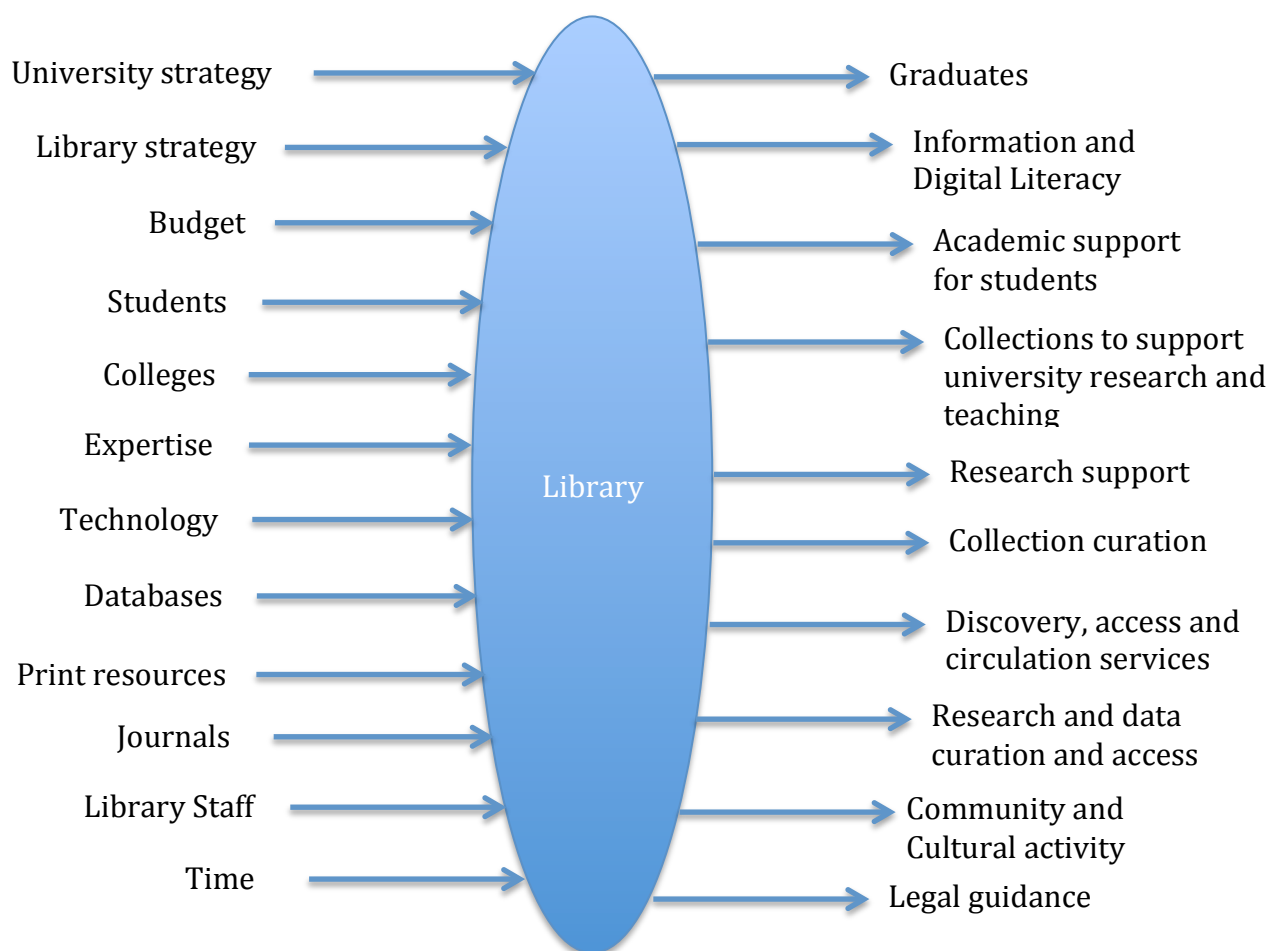 University strategy
Library strategy
Budget
Students
Colleges
Expertise
Technology
Databases
Print resources
Journals
Library Staff
Time
Library
Graduates
Information and
Digital Literacy
Academic support
for students
Collections to support
university research and
teaching
Research support
Collection curation
Discovery, access and
circulation services
Research and data
curation and access
Community and
Cultural activity
Legal guidance